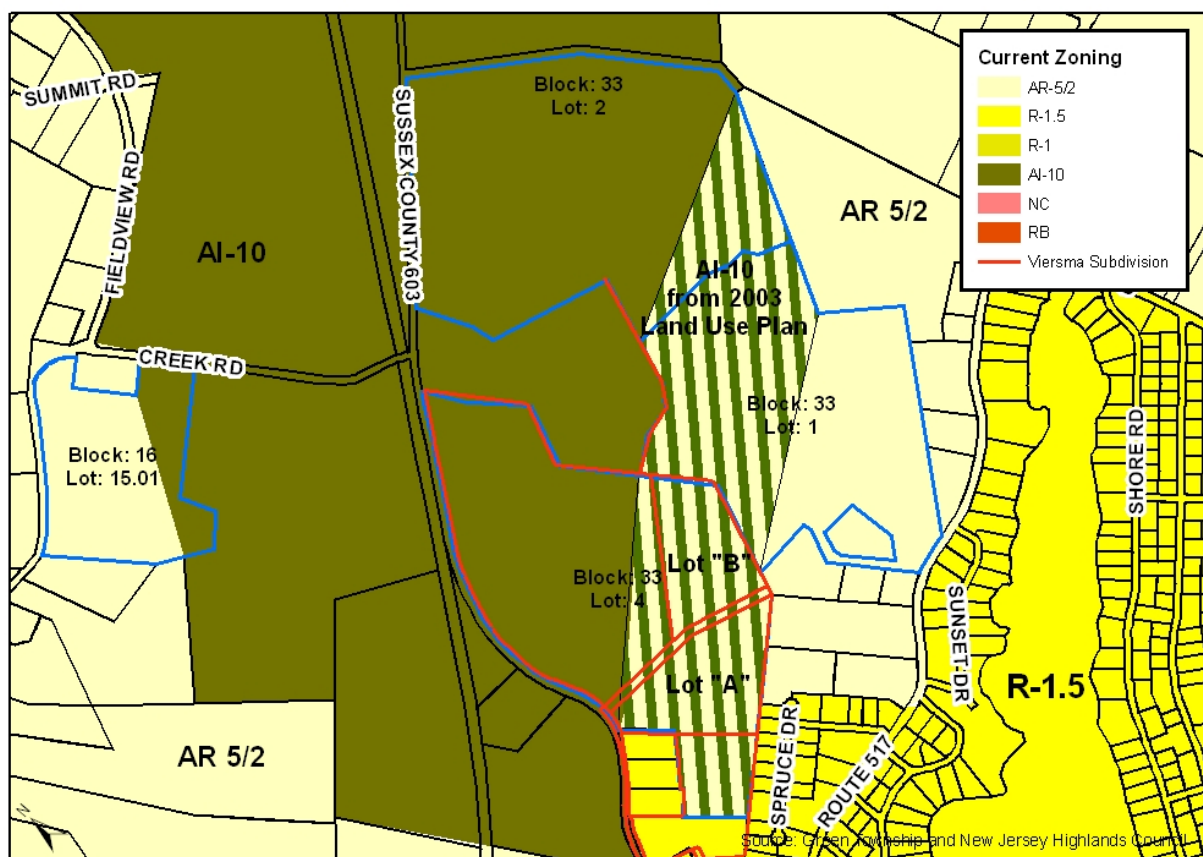 Current Zoning
AR-5/2
R-1.5
R-1
AI-10
NC
RB
Viersma Subdivision
SUMMIT RD
FIELDVIEW RD
AI-10
SUSSEX COUNTY 603
Block: 33
Lot: 2
AR 5/2
AI-10
from 2003
Land Use Plan
CREEK RD
Block: 16
Lot: 15.01
Block: 33
Lot: 1
SHORE RD
Lot "B"
Block: 33
Lot: 4
Lot "A"
SUNSET DR
R-1.5
AR 5/2
SPRUCE DR
ROUTE 517
N
Source: Green Township and New Jersey Highlands Council